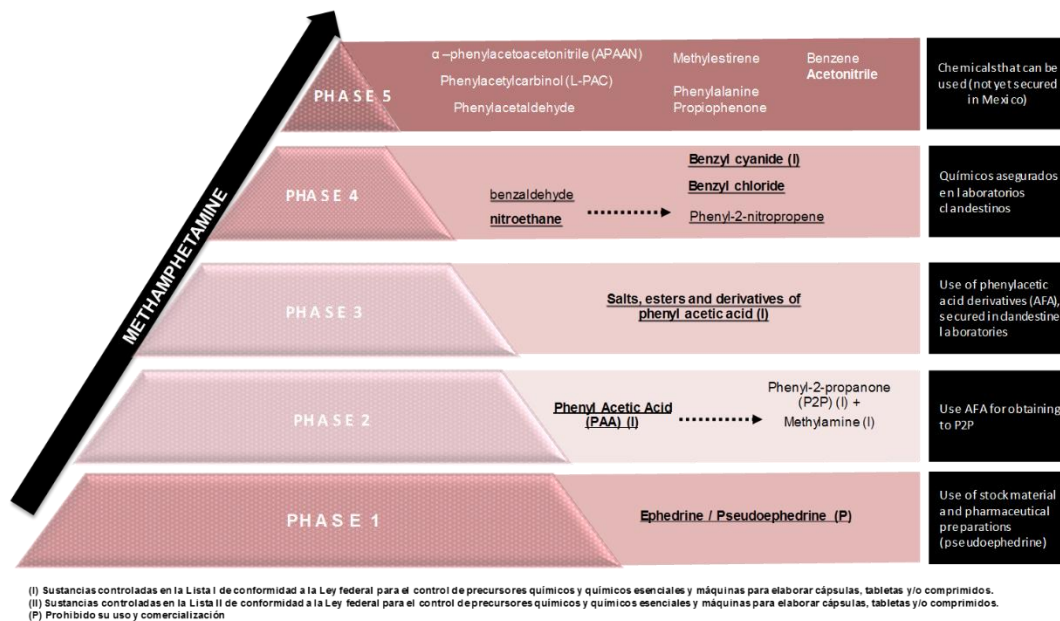 METHAMPHETAMINE
PHASE 5
α –phenylacetoacetonitrile (APAAN)
Phenylacetylcarbinol (L-PAC)
Phenylacetaldehyde
Methylestirene
Phenylalanine
Propiophenone
Benzene
Acetonitrile
Chemicals that can be
used (not yet secured
in Mexico)
PHASE 4
benzaldehyde
nitroethane
Benzyl cyanide (I)
Benzyl chloride
Phenyl-2-nitropropene
Químicos asegurados
en laboratorios
clandestinos
PHASE 3
Salts, esters and derivatives of
phenyl acetic acid (I)
Use of phenylacetic
acid derivatives (AFA),
secured in clandestine
laboratories
PHASE 2
Phenyl Acetic Acid
(PAA) (I)
Phenyl-2-propanone
(P2P) (I) +
Methylamine (I)
Use AFA for obtaining
to P2P
PHASE 1
Ephedrine / Pseudoephedrine (P)
Use of stock material
and pharmaceutical
preparations
(pseudoephedrine)
(I) Sustancias controladas en la Lista I de conformidad a la Ley federal para el control de precursores químicos y químicos esenciales y máquinas para elaborar cápsulas, tabletas y/o comprimidos.
(II) Sustancias controladas en la Lista II de conformidad a la Ley federal para el control de precursores químicos y químicos esenciales y máquinas para elaborar cápsulas, tabletas y/o comprimidos.
(P) Prohibido su uso y comercialización